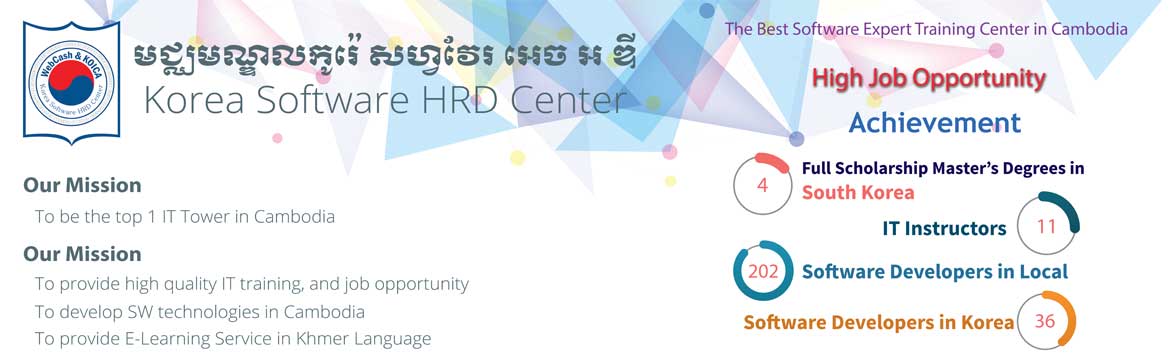 WebCash & KOICA
Korea Software HRD Center
មជ្ឈមណ្ឌលកូរ៉េ សហ្វវែរ អេច អ ឌី
Korea Software HRD Center
Our Mission
To be the top 1 IT Tower in Cambodia
Our Mission
To provide high quality IT training, and job opportunity
To develop SW technologies in Cambodia
To provide E-Learning Service in Khmer Language
The Best Software Expert Training Center in Cambodia
High Job Opportunity
Achievement
4
Full Scholarship Master’s Degrees in
South Korea
IT Instructors
11
202
Software Developers in Local
Software Developers in Korea
36